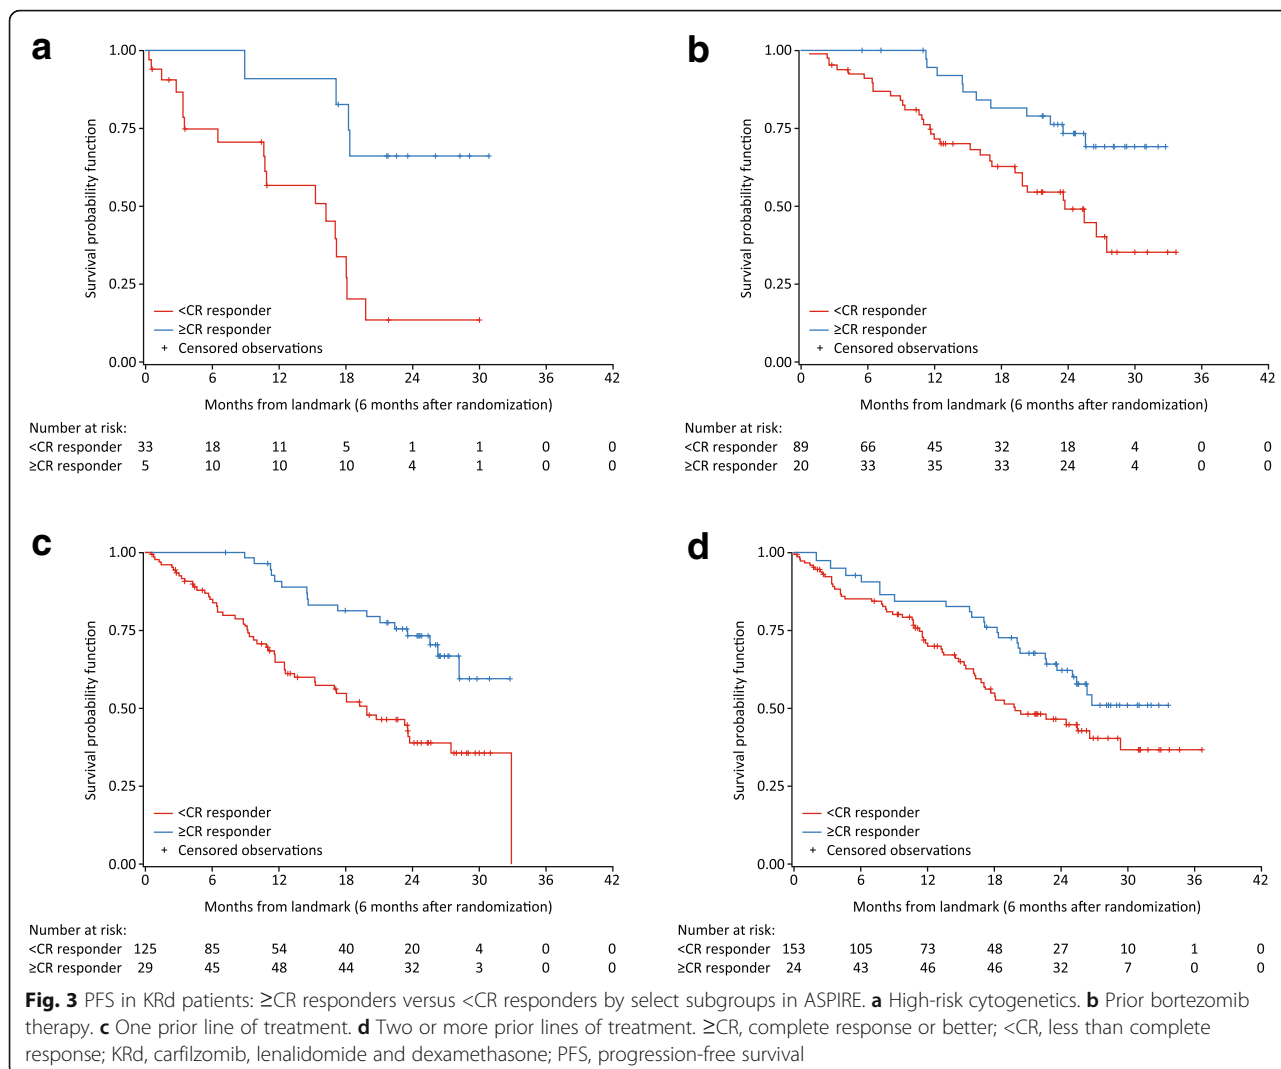 a
1.00
0.75
0.50
0.25
0.00
Survival probability function
<CR responder
≥CR responder
+ Censored observations
0 6 12 18 24 30 36 42
Months from landmark (6 months after randomization)
Number at risk:
<CR responder 33 18 11 5 1 1 0 0
≥CR responder 5 10 10 10 4 1 0 0
b
1.00
0.75
0.50
0.25
0.00
Survival probability function
<CR responder
≥CR responder
+ Censored observations
0 6 12 18 24 30 36 42
Months from landmark (6 months after randomization)
Number at risk:
<CR responder 89 66 45 32 18 4 0 0
≥CR responder 20 33 35 33 24 4 0 0
c
1.00
0.75
0.50
0.25
0.00
Survival probability function
<CR responder
≥CR responder
+ Censored observations
0 6 12 18 24 30 36 42
Months from landmark (6 months after randomization)
Number at risk:
<CR responder 125 85 54 40 20 4 0 0
≥CR responder 29 45 48 44 32 3 0 0
d
1.00
0.75
0.50
0.25
0.00
Survival probability function
<CR responder
≥CR responder
+ Censored observations
0 6 12 18 24 30 36 42
Months from landmark (6 months after randomization)
Number at risk:
<CR responder 153 105 73 48 27 10 1 0
≥CR responder 24 43 46 46 32 7 0 0
Fig. 3 PFS in KRd patients: ≥CR responders versus <CR responders by select subgroups in ASPIRE. a High-risk cytogenetics. b Prior bortezomib
therapy. c One prior line of treatment. d Two or more prior lines of treatment. ≥CR, complete response or better; <CR, less than complete
response; KRd, carfilzomib, lenalidomide and dexamethasone; PFS, progression-free survival